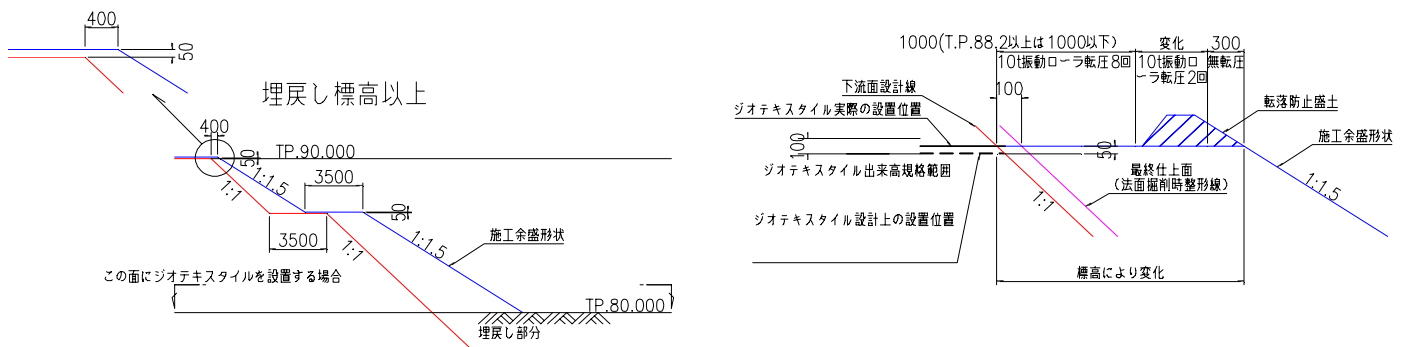 400
50
埋戻し標高以上
400
50
TP.90.000
1:1.5
1:1
3500
50
3500
1:1
1:1.5
施工余盛形状
この面にジオテキスタイルを設置する場合
TP.80.000
埋戻し部分
1000(T.P.88.2以上は1000以下)
変化
300
10t振動ローラ転圧8回
10t振動ロ
ーラ転圧2回
無転圧
下流面設計線
100
転落防止盛土
ジオテキスタイル実際の設置位置
施工余盛形状
100
50
ジオテキスタイル出来高規格範囲
最終仕上面
(法面掘削時整形線)
1:1
1:1.5
ジオテキスタイル設計上の設置位置
標高により変化